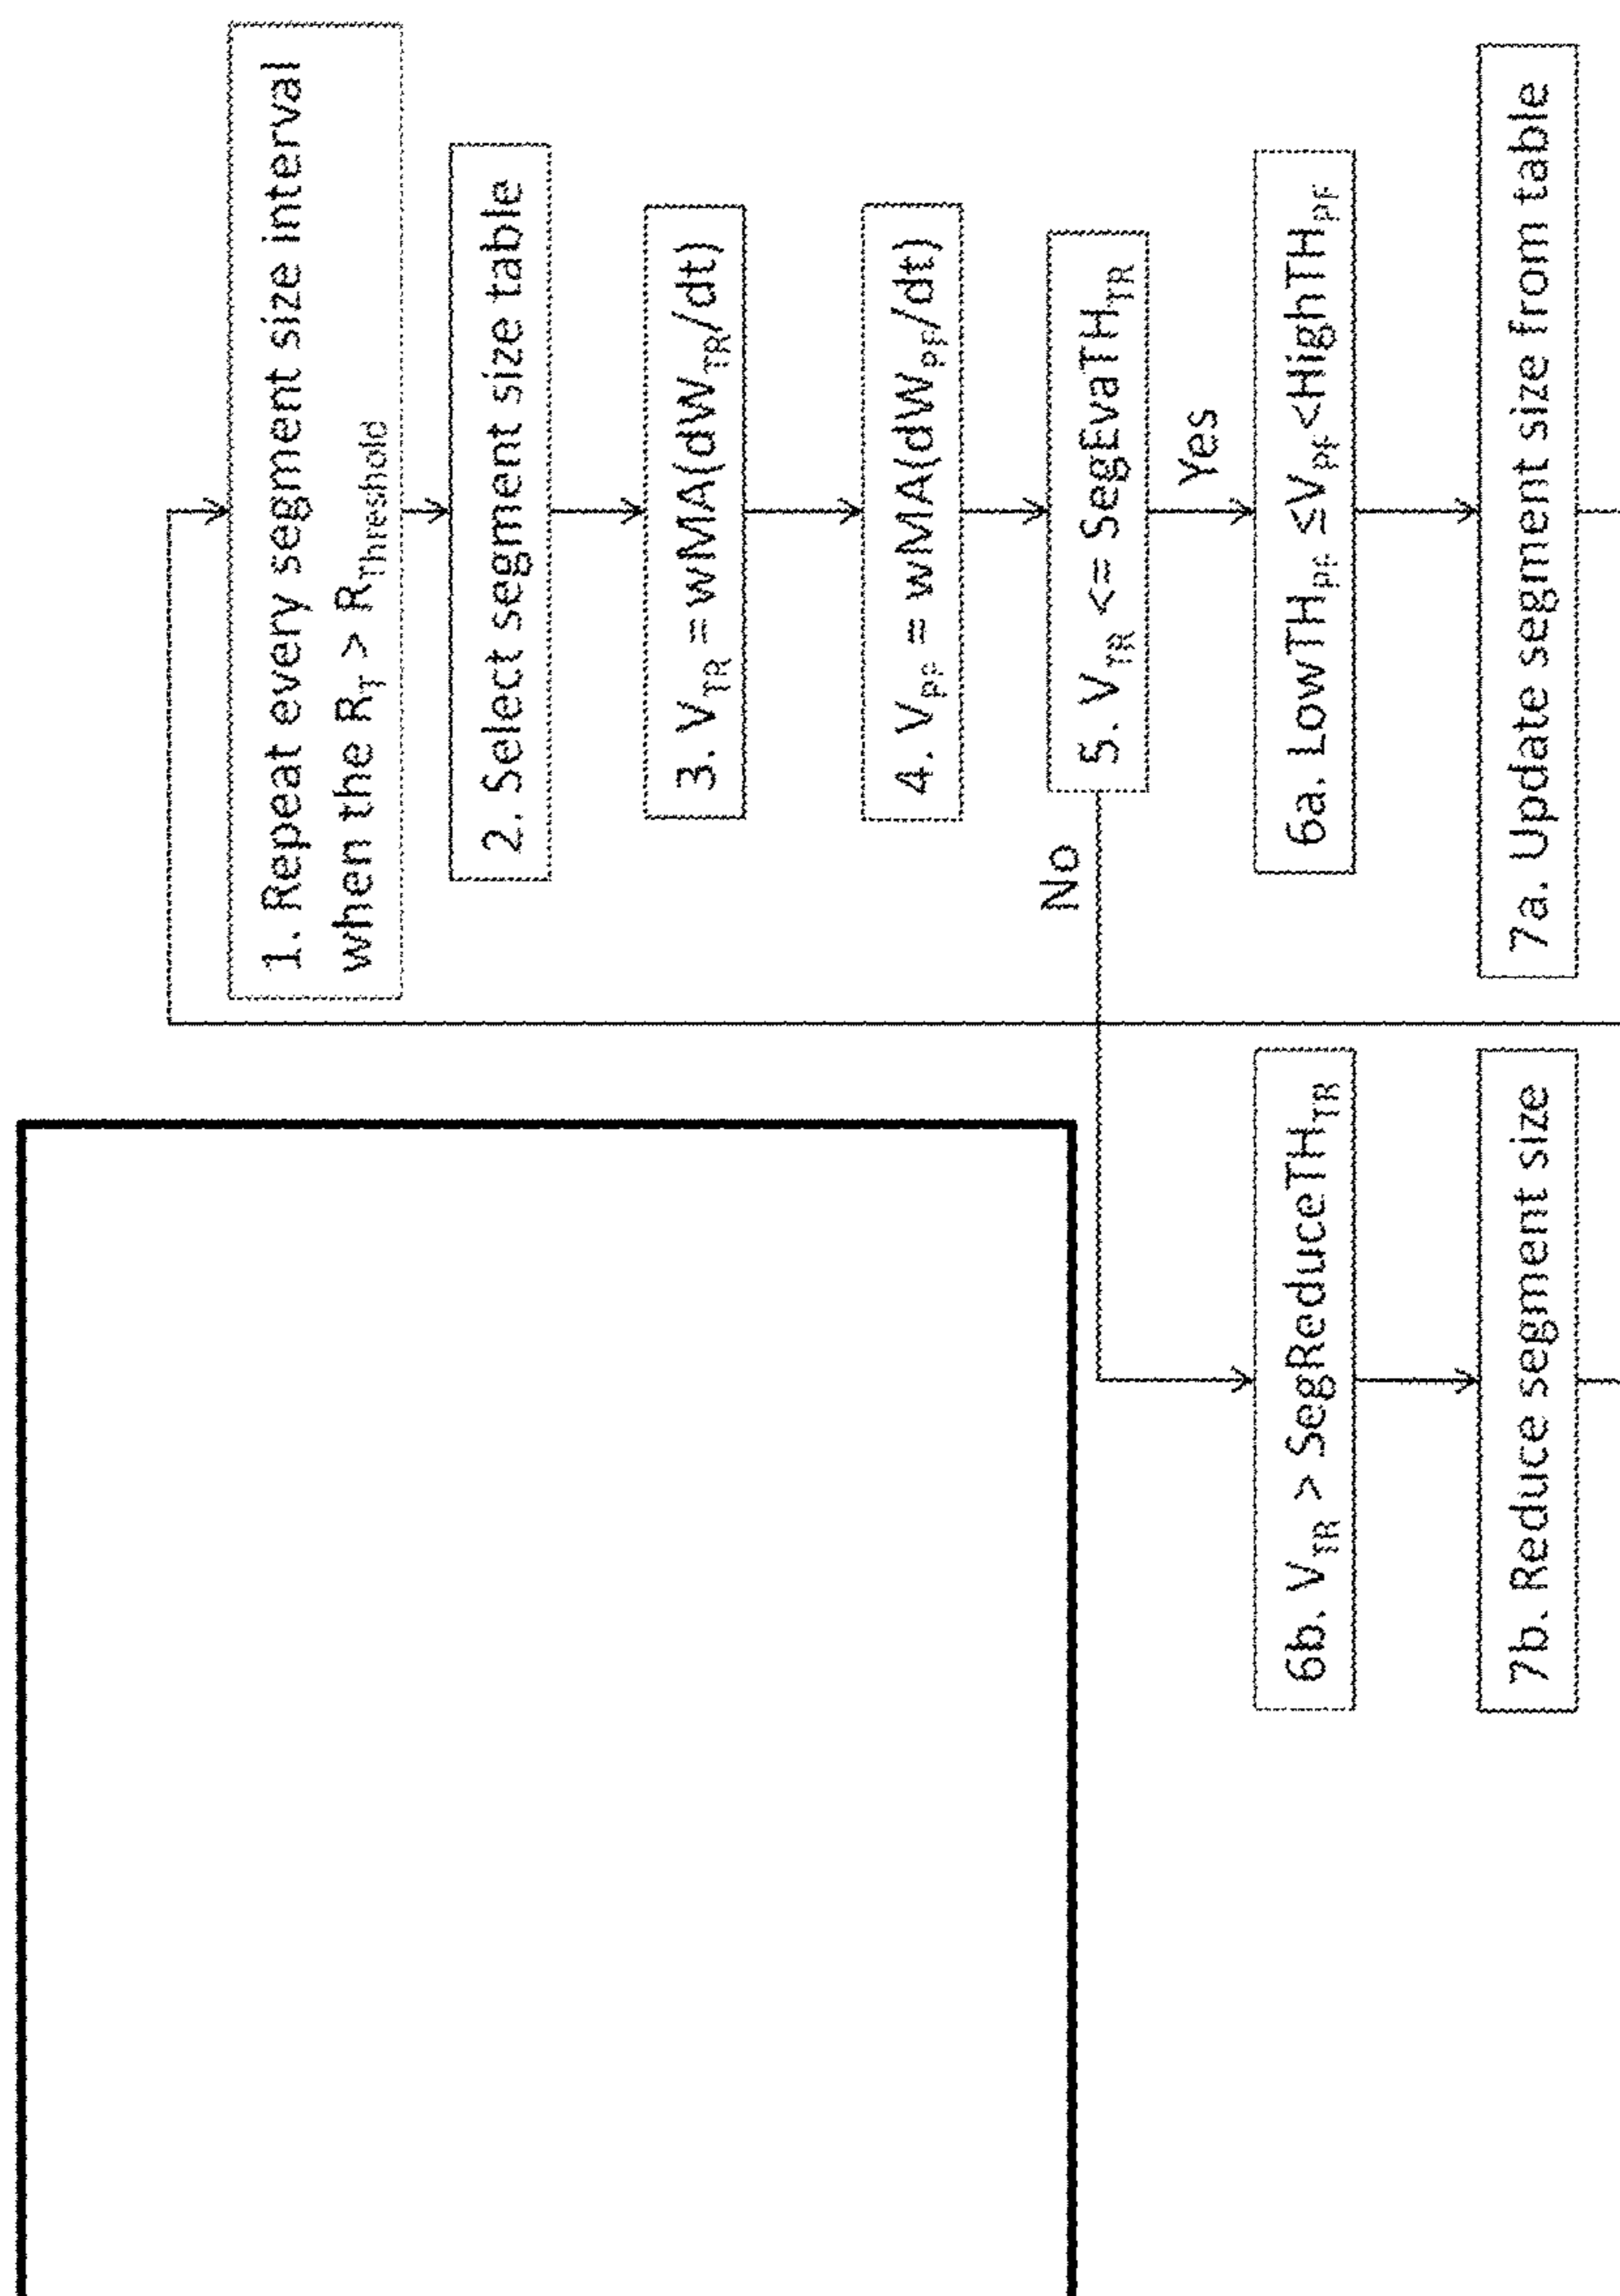 1. Repeat every segment size interval
when the R_T > R_Threshold
2. Select segment size table
3. V_TR = wMA(dW_TR/dt)
4. V_PF = wMA(dW_PF/dt)
5. V_TR <= SegEvaTH_TR
No
Yes
6a. LowTH_PF ≤V_PF <HighTH_PF
6b. V_TR > SegReduceTH_TR
7a. Update segment size from table
7b. Reduce segment size